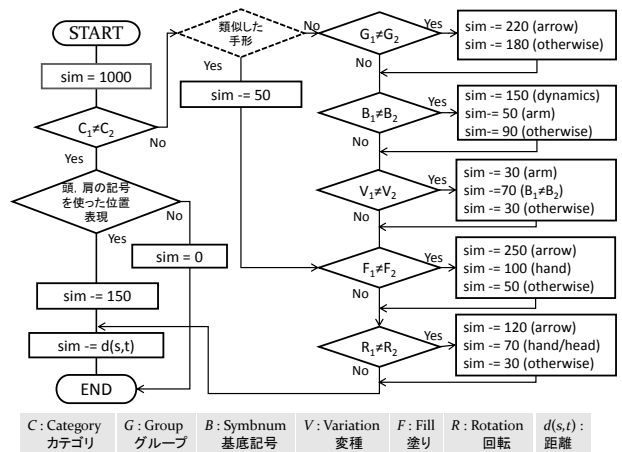 START
sim = 1000
C₁≠C₂
No
Yes
頭，肩の記号
を使った位置
表現
No
Yes
sim = 0
sim -= 150
sim -= d(s,t)
END
類似した
手形
No
Yes
sim -= 50
G₁≠G₂
Yes
No
sim -= 220 (arrow)
sim -= 180 (otherwise)
B₁≠B₂
Yes
No
sim -= 150 (dynamics)
sim-= 50 (arm)
sim-= 90 (otherwise)
V₁≠V₂
Yes
No
sim -= 30 (arm)
sim -=70 (B₁≠B₂)
sim -= 30 (otherwise)
F₁≠F₂
Yes
No
sim -= 250 (arrow)
sim -= 100 (hand)
sim -= 50 (otherwise)
R₁≠R₂
Yes
No
sim -= 120 (arrow)
sim -= 70 (hand/head)
sim -= 30 (otherwise)
C : Category
カテゴリ
G : Group
グループ
B : Symbnum
基底記号
V : Variation
変種
F : Fill
塗り
R : Rotation
回転
d(s,t) :
距離